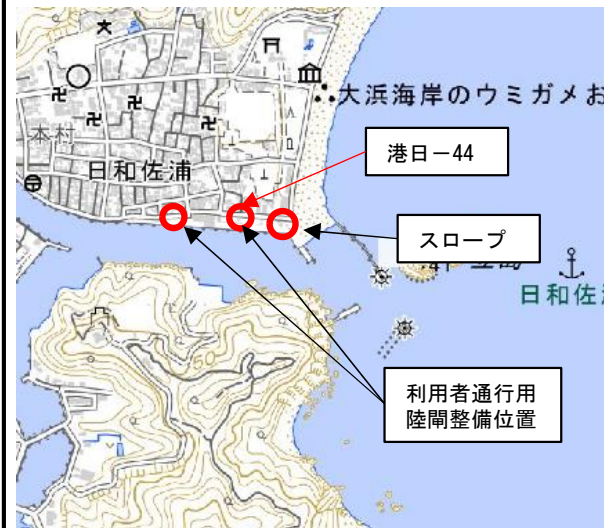 大浜海岸のウミガメお
本村
日和佐浦
港日－44
スロープ
日和佐
50
利用者通行用
陸閘整備位置